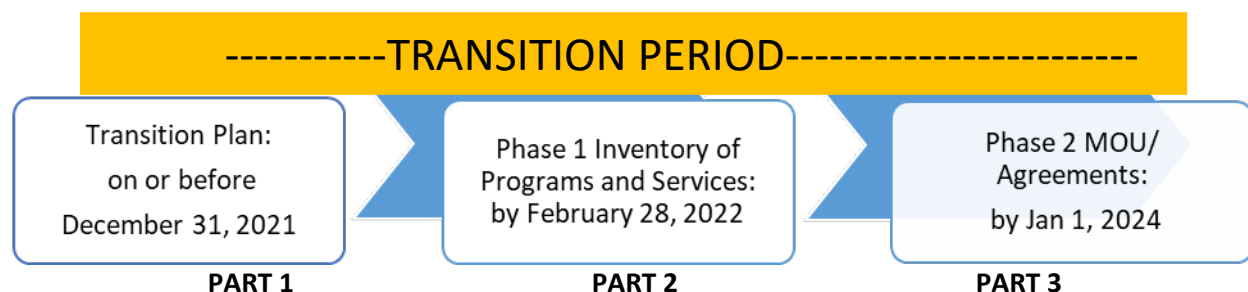 -----------TRANSITION PERIOD------------------------
Transition Plan:
on or before
December 31, 2021
Phase 1 Inventory of
Programs and Services:
by February 28, 2022
Phase 2 MOU/
Agreements:
by Jan 1, 2024
PART 1
PART 2
PART 3